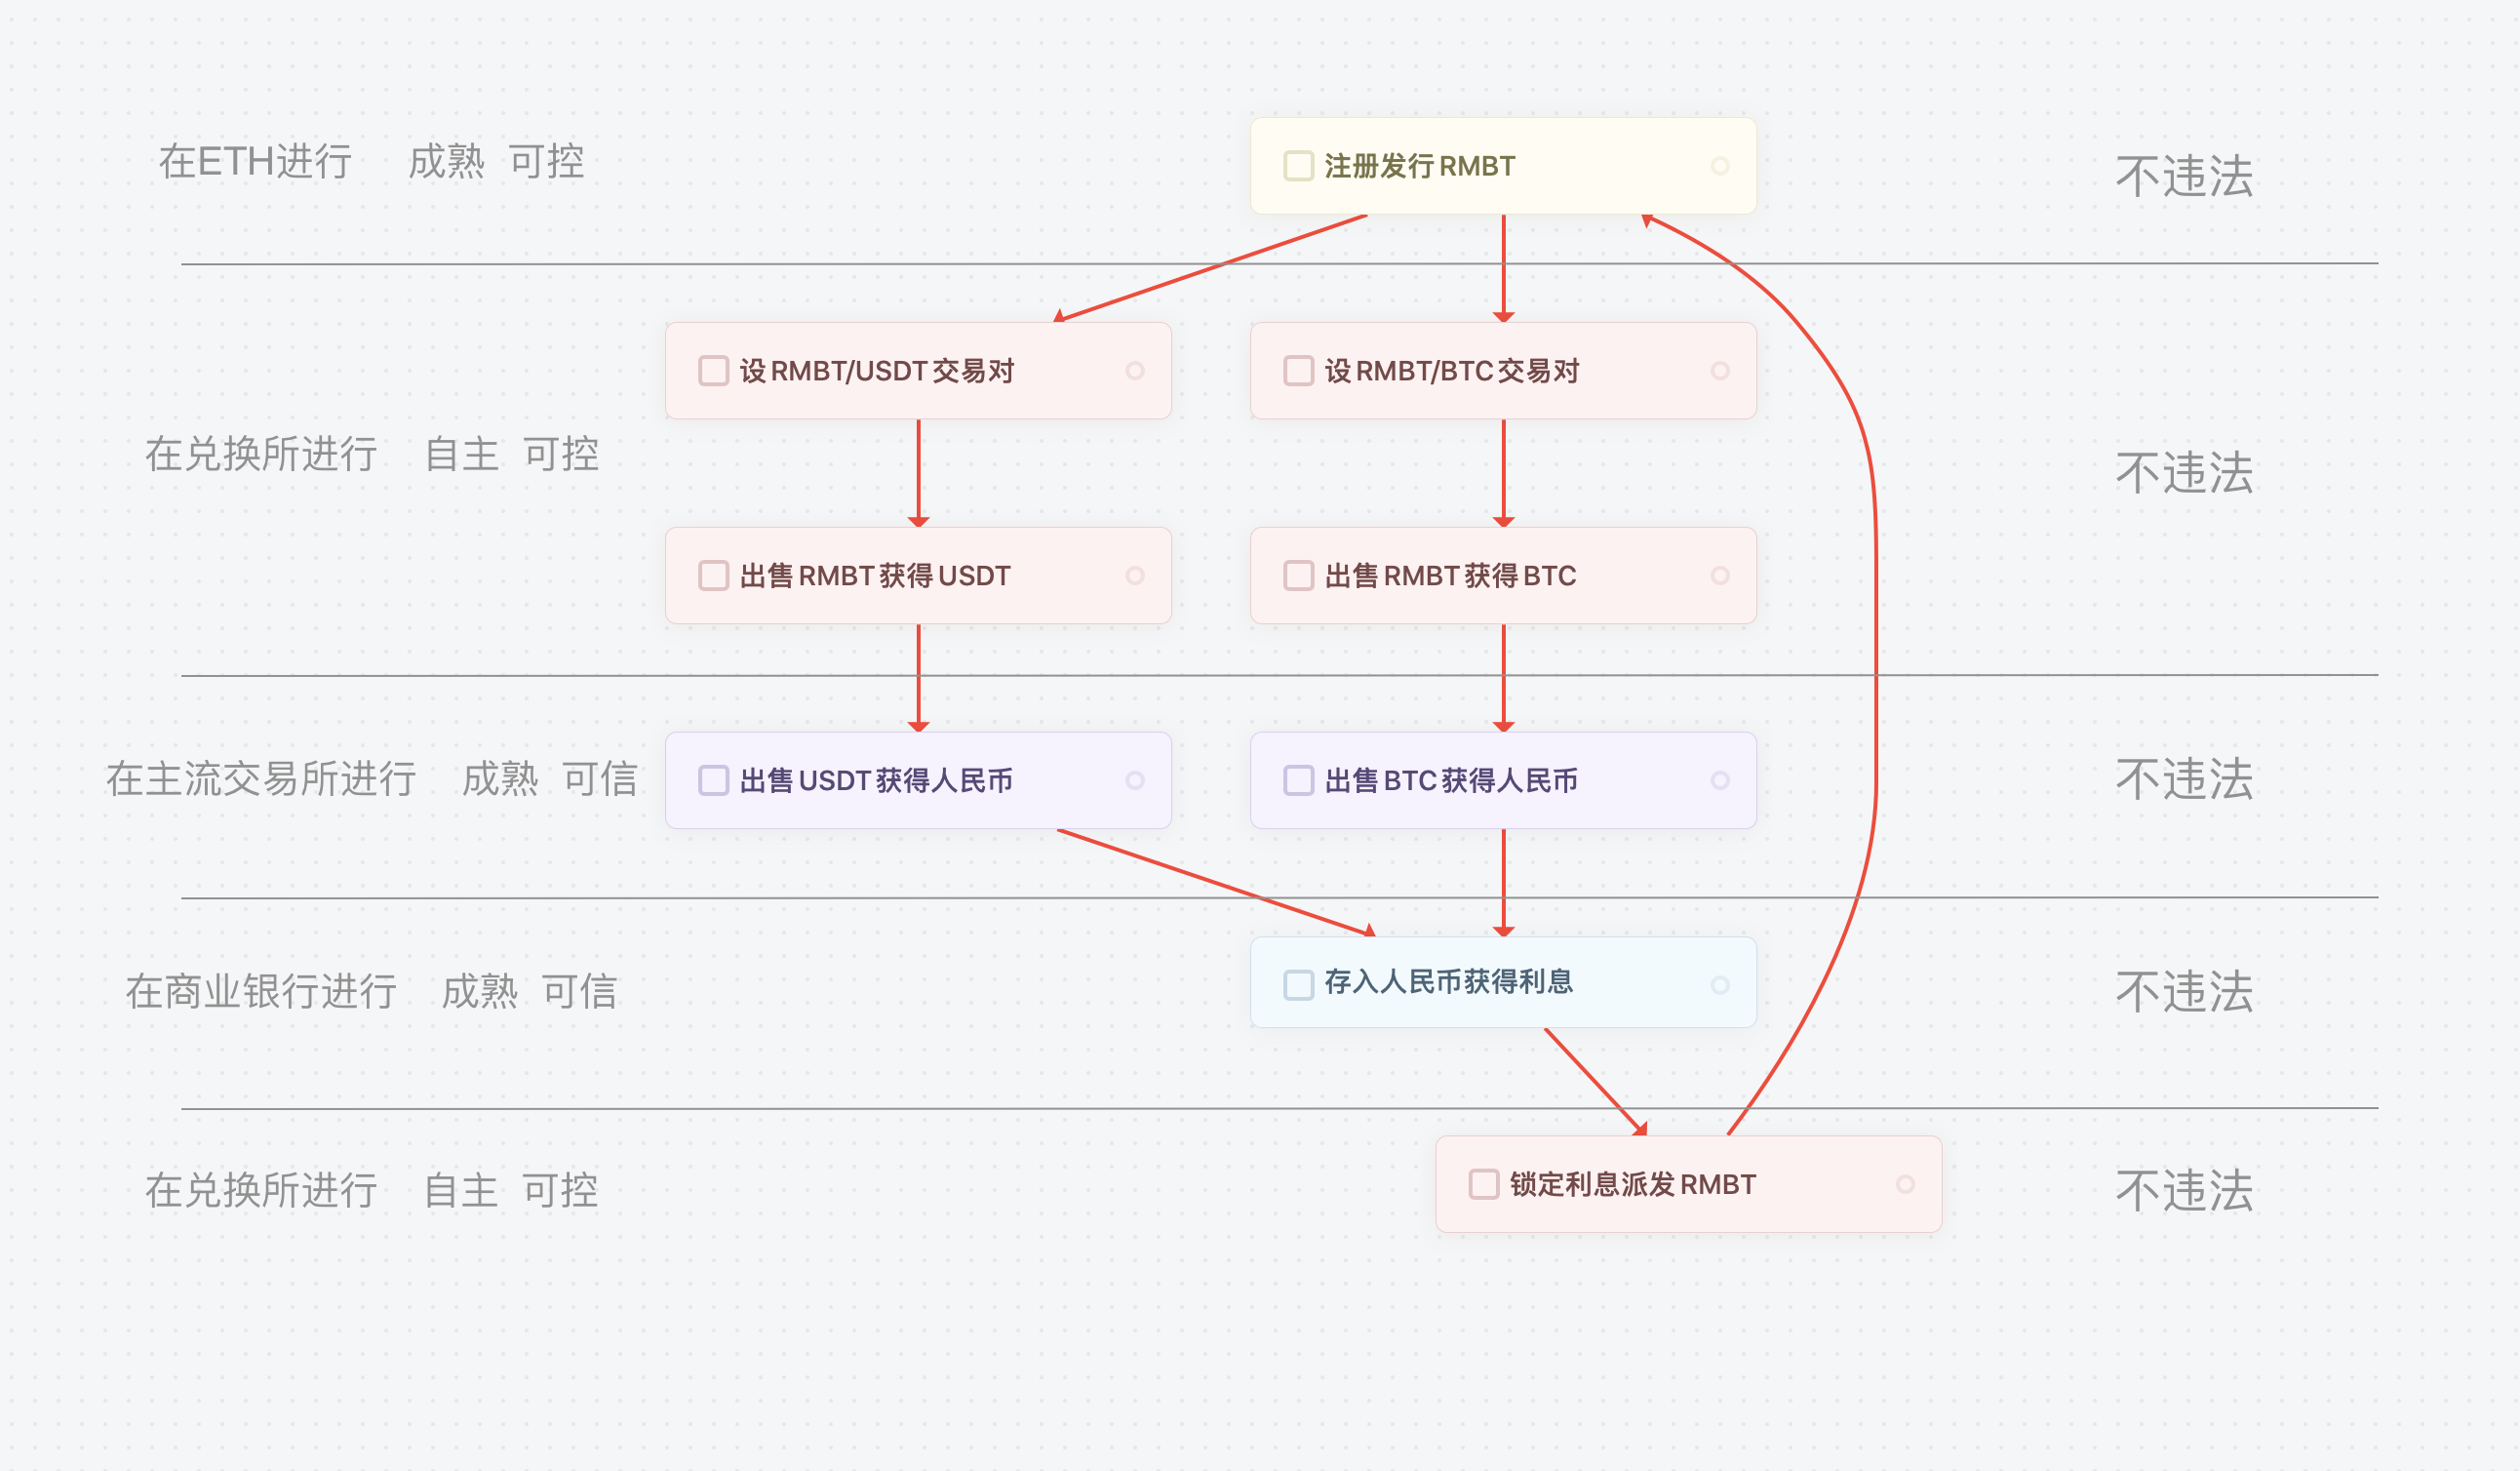 在ETH进行 成熟 可控
注册发行 RMBT
不违法
设 RMBT/USDT 交易对
设 RMBT/BTC 交易对
在兑换所进行 自主 可控
不违法
出售 RMBT 获得 USDT
出售 RMBT 获得 BTC
在主流交易所进行 成熟 可信
出售 USDT 获得人民币
出售 BTC 获得人民币
不违法
在商业银行进行 成熟 可信
存入人民币获得利息
不违法
在兑换所进行 自主 可控
锁定利息派发 RMBT
不违法